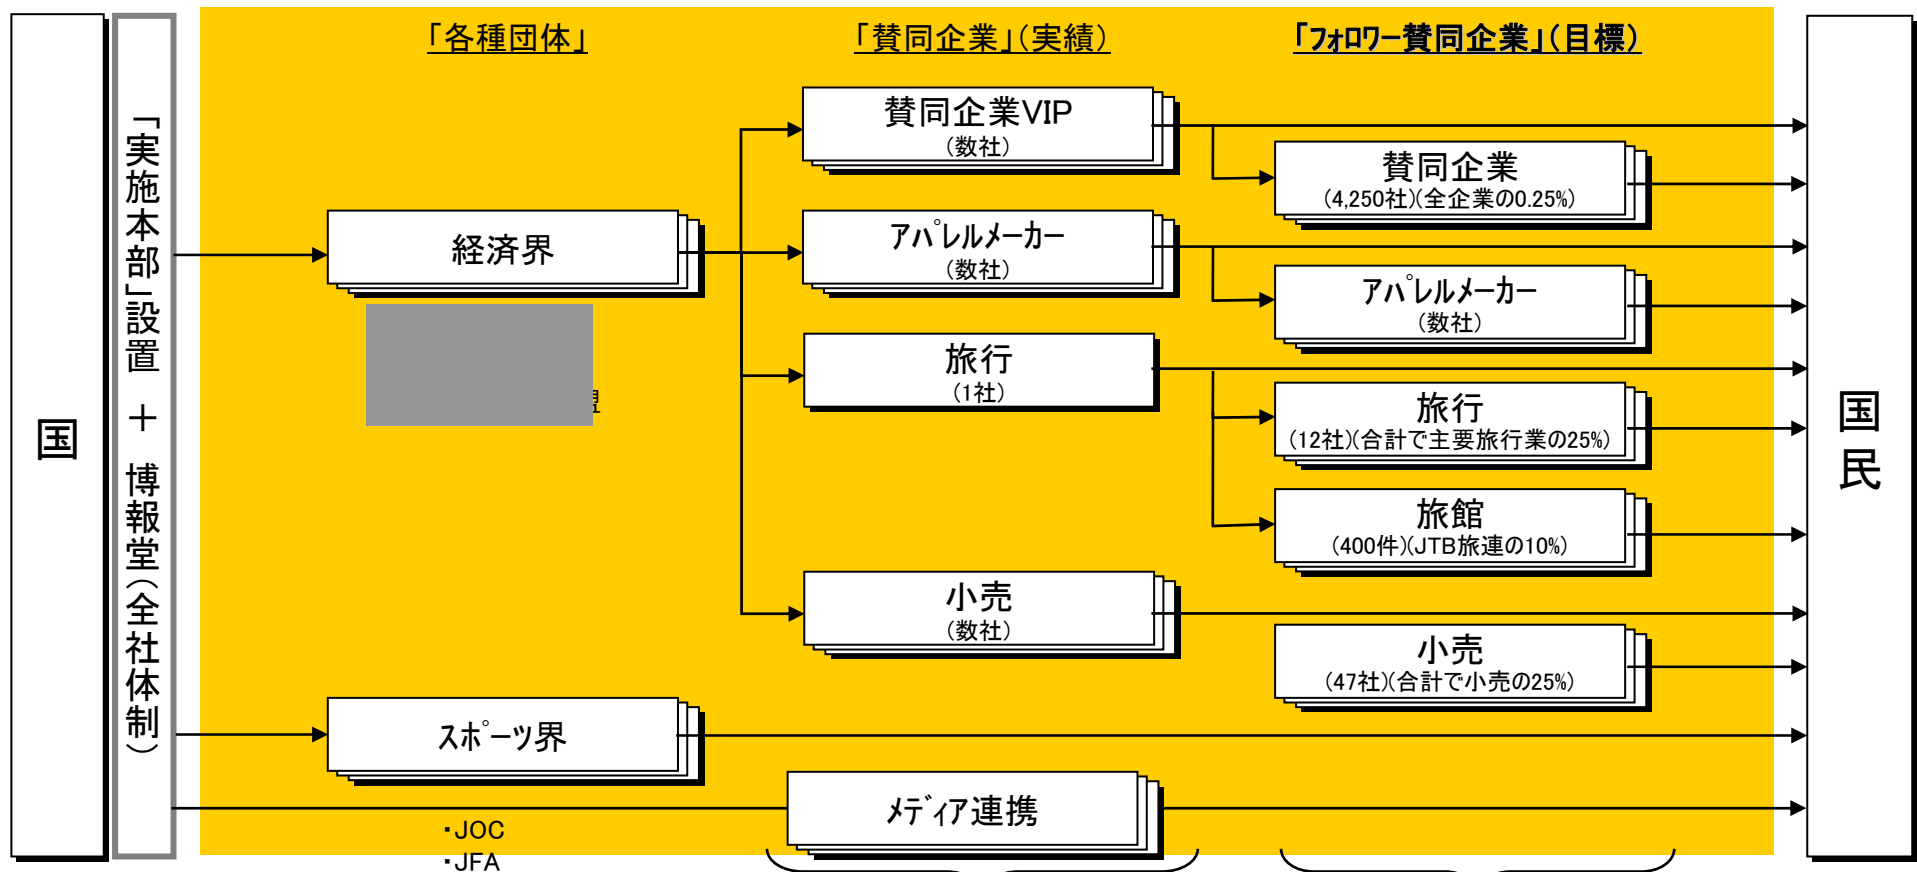 国
「実施本部」設置　＋　博報堂（全社体制）
「各種団体」
「賛同企業」（実績）
「フォロワー賛同企業」（目標）
経済界
盟
スポーツ界
・JOC
・JFA
賛同企業VIP
（数社）
アパレルメーカー
（数社）
旅行
（1社）
小売
（数社）
メディア連携
賛同企業
（4,250社）（全企業の0.25%）
アパレルメーカー
（数社）
旅行
（12社）（合計で主要旅行業の25%）
旅館
（400件）（JTB旅連の10%）
小売
（47社）（合計で小売の25%）
国民